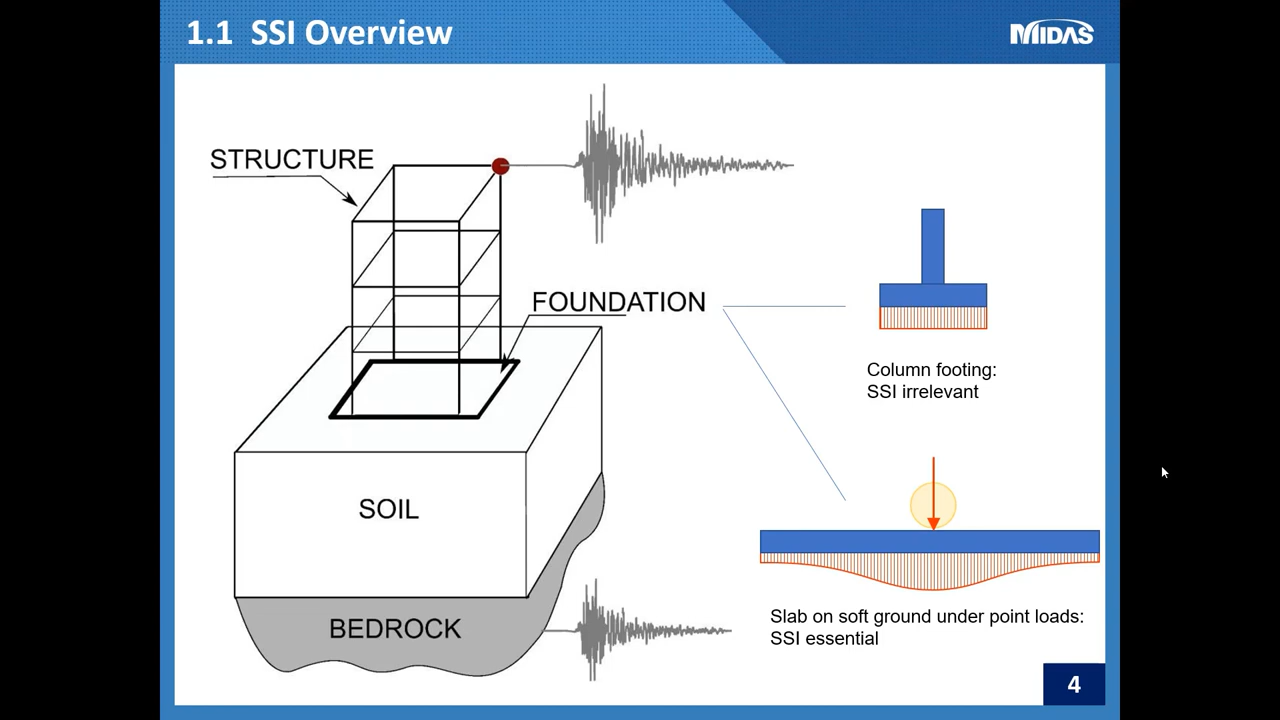 1.1 SSI Overview
MIDAS
STRUCTURE
FOUNDATION
Column footing:
SSI irrelevant
SOIL
Slab on soft ground under point loads:
SSI essential
BEDROCK
4